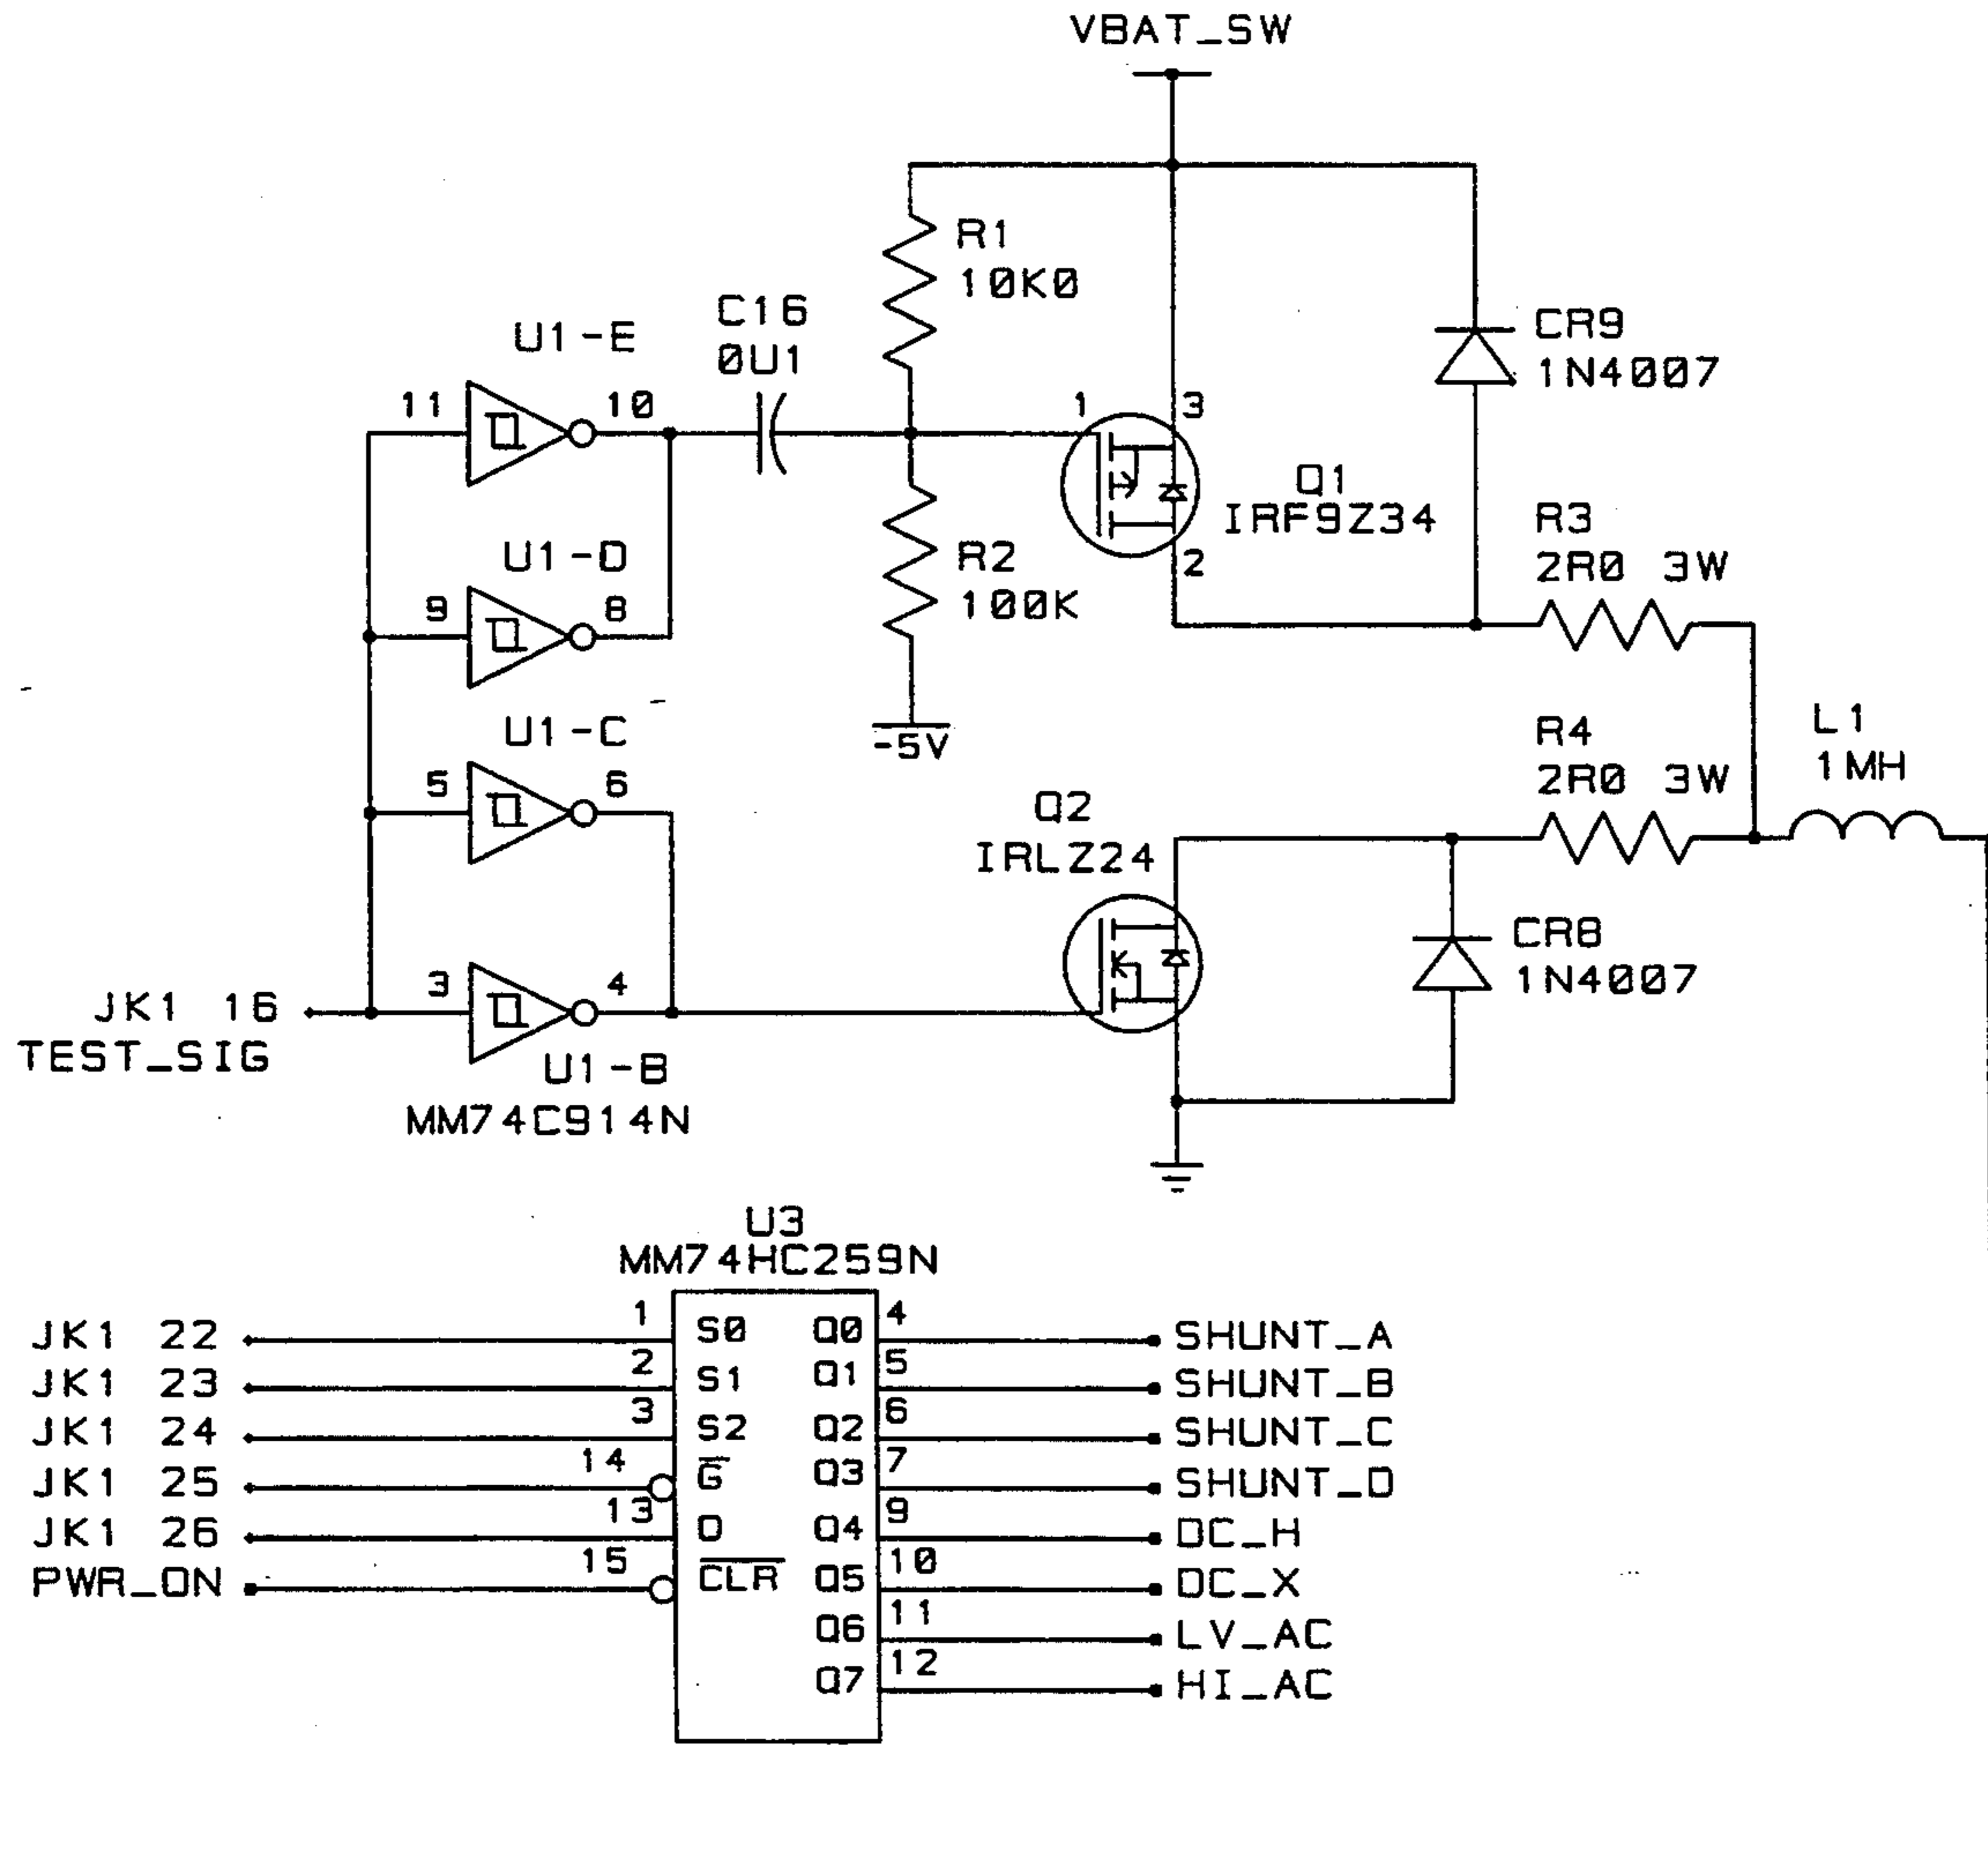 VBAT_SW
R1
10K0
C16
0U1
U1-E
11
10
CR9
1N4007
1
3
Q1
IRF9Z34
2
U1-D
9
8
R2
100K
R3
2R0 3W
-5V
U1-C
5
6
R4
2R0 3W
L1
1MH
Q2
IRLZ24
CR8
1N4007
3
4
JK1 16
TEST_SIG
U1-B
MM74C914N
U3
MM74HC259N
JK1 22
1
S0
Q0
4
SHUNT_A
JK1 23
2
S1
Q1
5
SHUNT_B
JK1 24
3
S2
Q2
6
SHUNT_C
JK1 25
14
G
Q3
7
SHUNT_D
JK1 26
13
D
Q4
9
DC_H
PWR_ON
15
CLR
Q5
10
DC_X
Q6
11
LV_AC
Q7
12
HI_AC